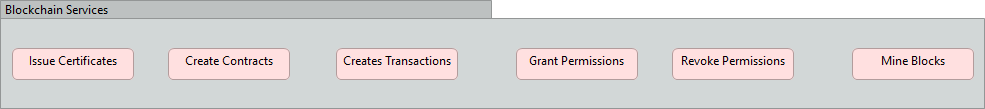 Blockchain Services
Issue Certificates
Create Contracts
Creates Transactions
Grant Permissions
Revoke Permissions
Mine Blocks